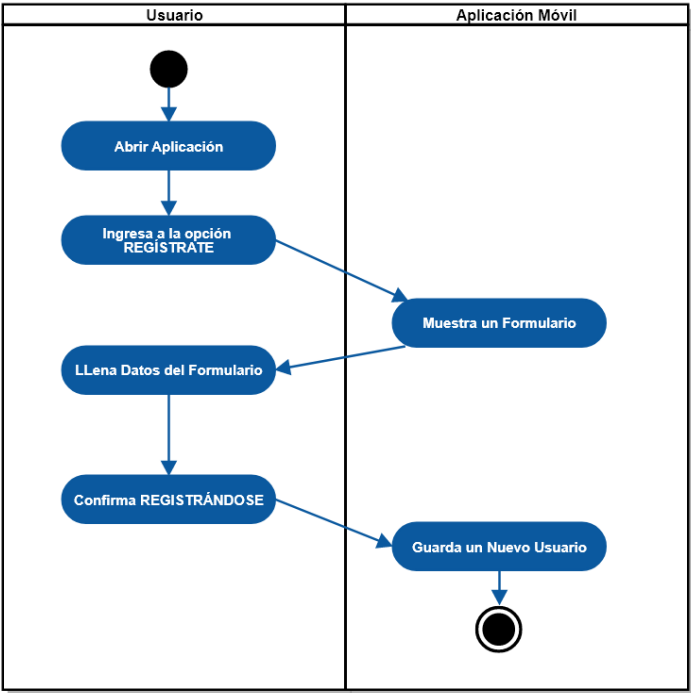 Usuario
Aplicación Móvil
Abrir Aplicación
Ingresa a la opción
REGÍSTRATE
Muestra un Formulario
LLena Datos del Formulario
Confirma REGISTRÁNDOSE
Guarda un Nuevo Usuario